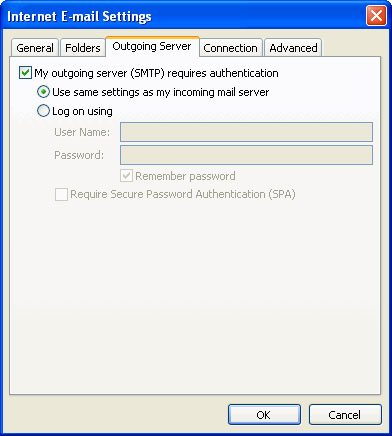 Internet E-mail Settings
General Folders Outgoing Server Connection Advanced
My outgoing server (SMTP) requires authentication
Use same settings as my incoming mail server
Log on using
User Name:
Password:
Remember password
Require Secure Password Authentication (SPA)
OK Cancel